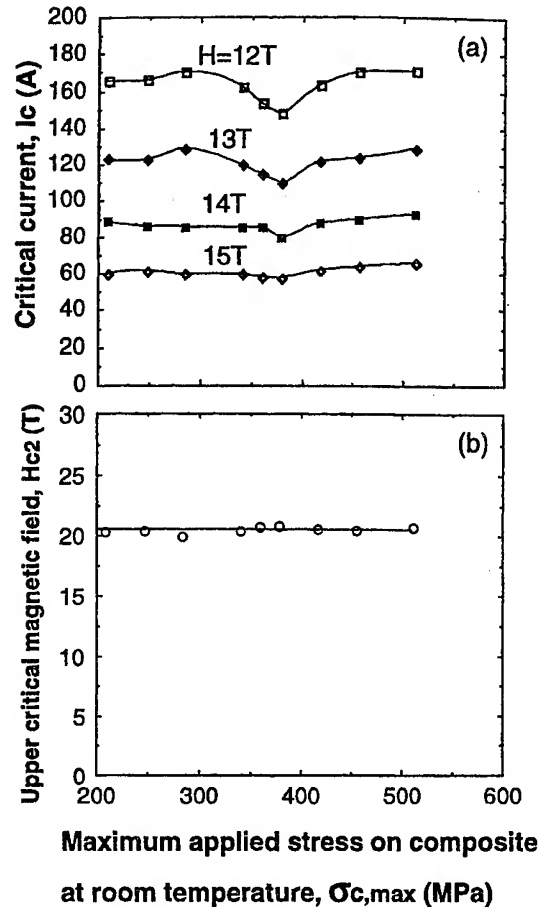 Critical current, Ic (A)
200
180
160
140
120
100
80
60
40
20
0
(a)
H=12T
13T
14T
15T
Upper critical magnetic field, Hc2 (T)
30
25
20
15
10
5
0
(b)
200
300
400
500
600
Maximum applied stress on composite
at room temperature, σc,max (MPa)